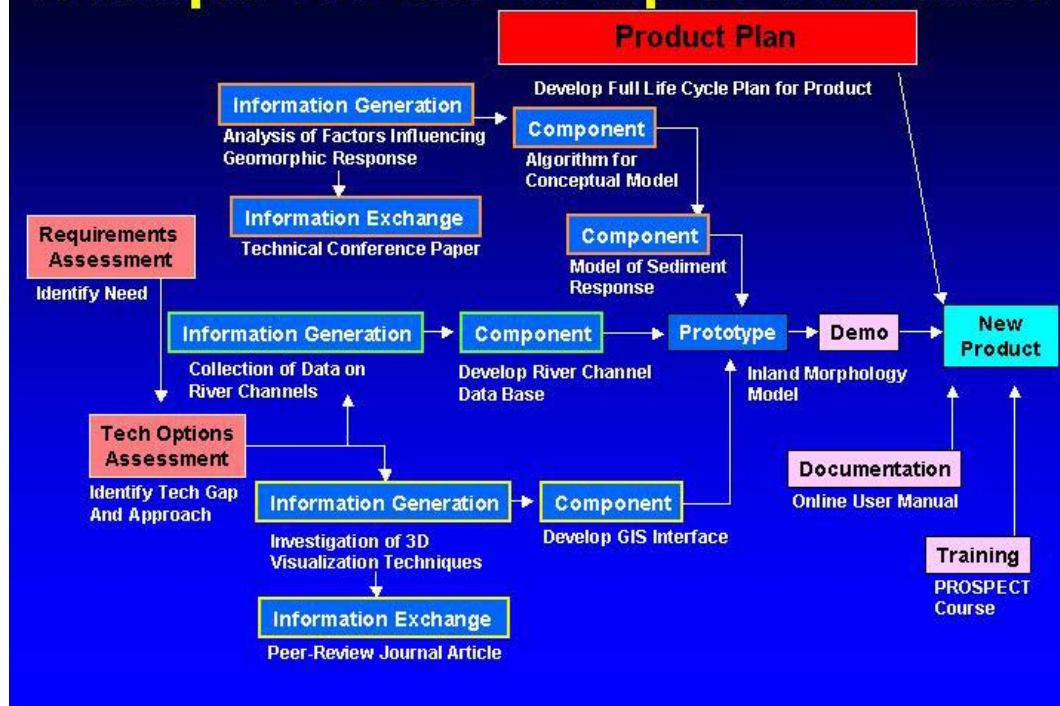 Product Plan
Develop Full Life Cycle Plan for Product
Information Generation
Analysis of Factors Influencing
Geomorphic Response
Component
Algorithm for
Conceptual Model
Information Exchange
Technical Conference Paper
Component
Model of Sediment
Response
Requirements
Assessment
Identify Need
Information Generation
Collection of Data on
River Channels
Component
Develop River Channel
Data Base
Prototype
Demo
Inland Morphology
Model
New
Product
Tech Options
Assessment
Identify Tech Gap
And Approach
Information Generation
Investigation of 3D
Visualization Techniques
Component
Develop GIS Interface
Documentation
Online User Manual
Training
PROSPECT
Course
Information Exchange
Peer-Review Journal Article